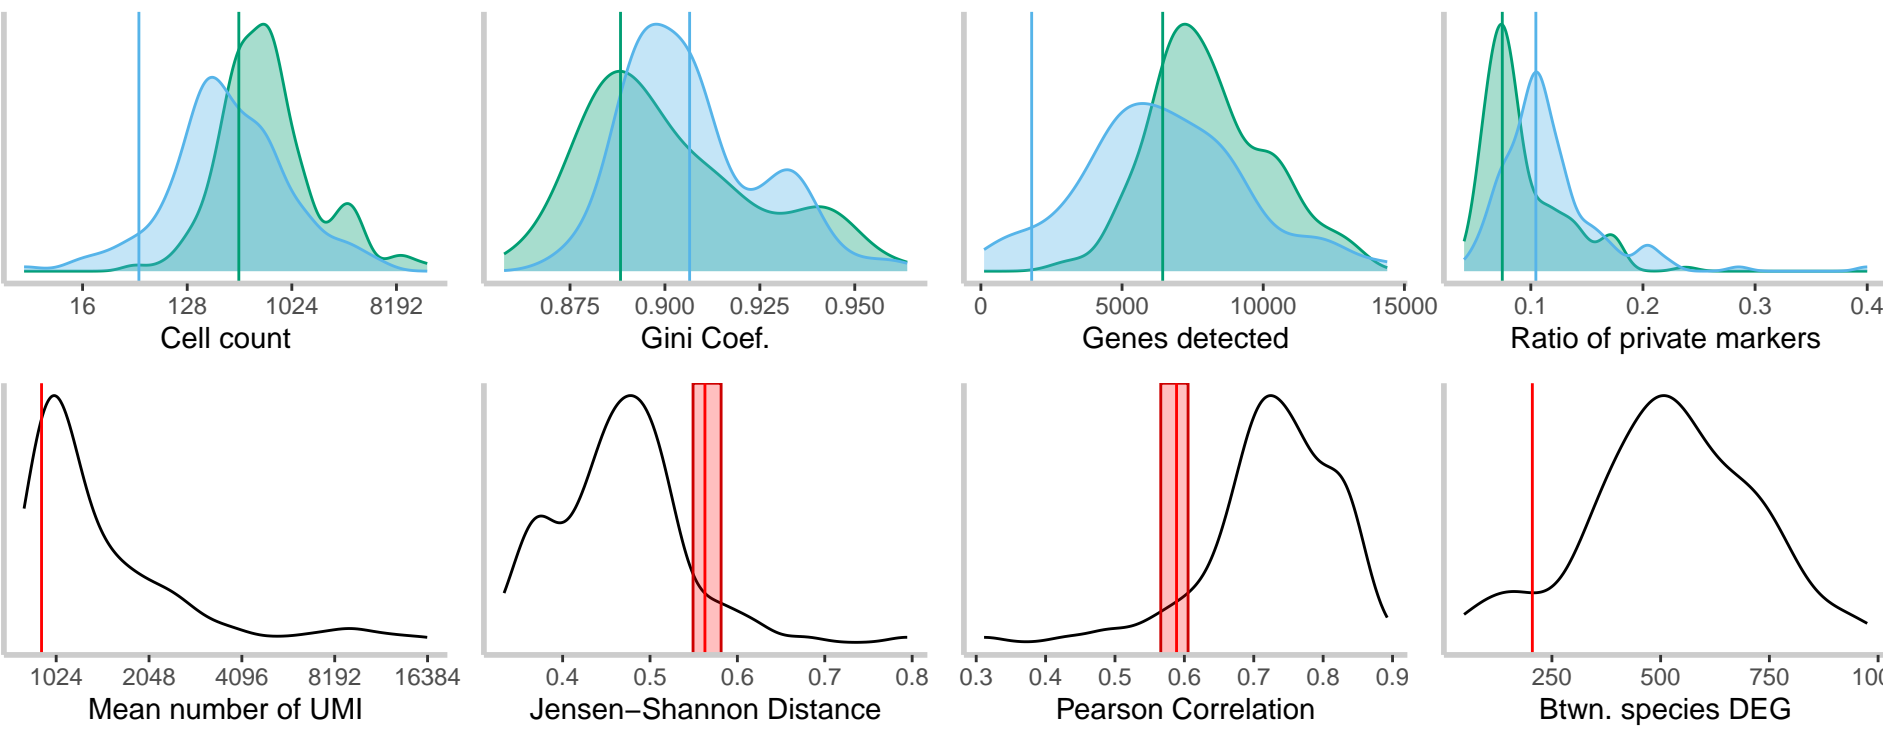 16 128 1024 8192
Cell count
0.875 0.900 0.925 0.950
Gini Coef.
0 5000 10000 15000
Genes detected
0.1 0.2 0.3 0.4
Ratio of private markers
1024 2048 4096 8192 16384
Mean number of UMI
0.4 0.5 0.6 0.7 0.8
Jensen−Shannon Distance
0.3 0.4 0.5 0.6 0.7 0.8 0.9
Pearson Correlation
250 500 750 100
Btwn. species DEG